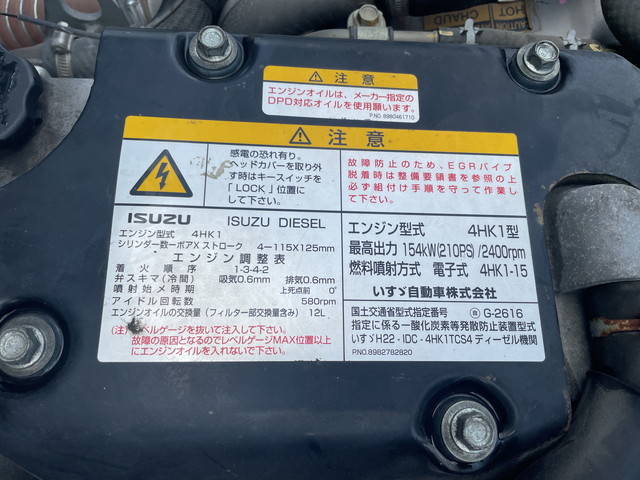 CAUTION
HOT CHAUD
注意
エンジンオイルは、メーカー指定の
DPD対応オイルを使用願います。
P.NO. 8980461710
注意
感電の恐れ有り。
ヘッドカバーを取り外
す時はキースイッチを
「LOCK」位置に
して下さい。
故障防止のため、EGRパイプ
脱着時は整備要領書を参照の上
必ず組付け手順を守って作業し
て下さい。
ISUZU ISUZU DIESEL
エンジン型式 4HK1
シリンダー数ーボアXストローク 4-115X125mm
エンジン調整表
着火順序 1-3-4-2
弁スキマ(冷間) 吸気0.6mm 排気0.6mm
噴射始メ時期 上死点前 0°
アイドル回転数 580rpm
エンジンオイルの交換量(フィルター部交換量含む) 12L
(注)レベルゲージを抜いて注入して下さい。
故障の原因となるのでレベルゲージMAX位置以上
にエンジンオイルを入れないで下さい。
エンジン型式 4HK1型
最高出力 154kW(210PS)/2400rpm
燃料噴射方式 電子式 4HK1-15
いすゞ自動車株式会社
国土交通省型式指定番号 G-2616
指定に係る一酸化炭素等発散防止装置型式
いすゞH22-IDC-4HK1TCS4 ディーゼル機関
P.NO. 8982782820